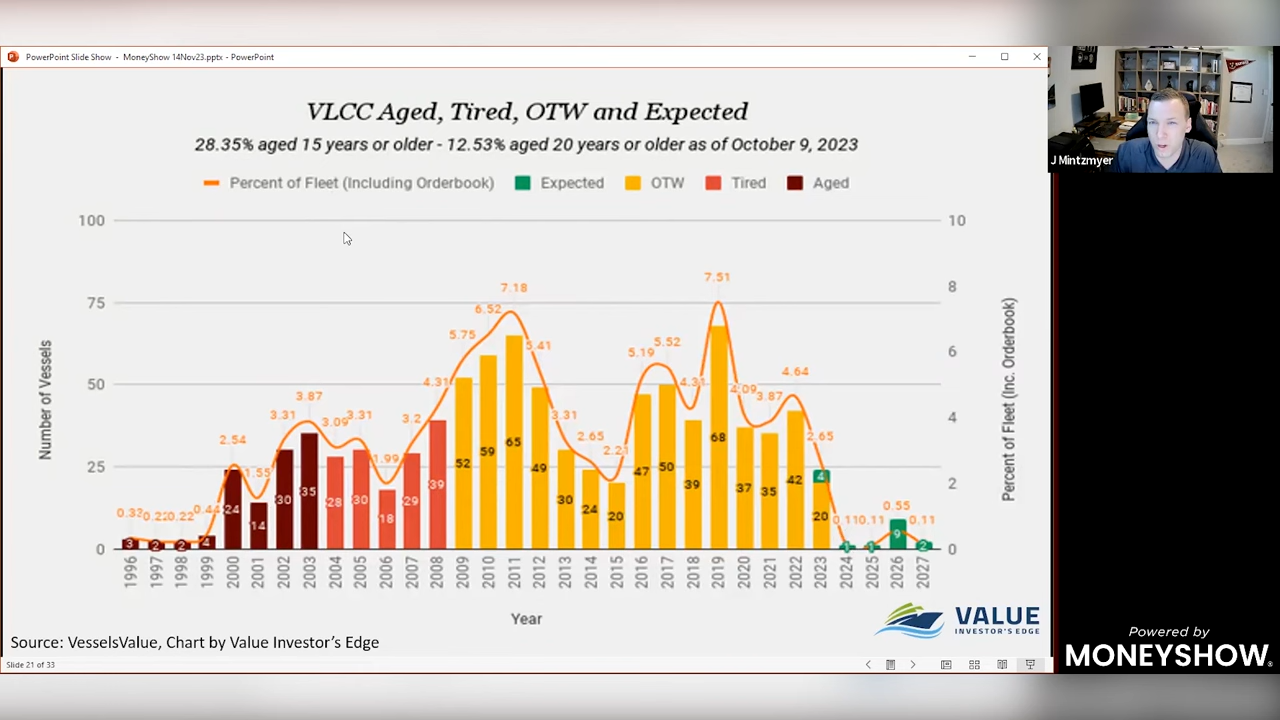 PowerPoint Slide Show - MoneyShow 14Nov23.pptx - PowerPoint
VLCC Aged, Tired, OTW and Expected
28.35% aged 15 years or older - 12.53% aged 20 years or older as of October 9, 2023
Percent of Fleet (Including Orderbook) Expected OTW Tired Aged
J Mintzmyer
Number of Vessels
100
75
50
25
0
10
8
6
4
2
0
Percent of Fleet (Inc. Orderbook)
0.33 0.22 0.22 0.44 2.54 1.55 3.31 3.87 3.09 3.31 1.99 3.2 4.31 5.75 6.52 7.18 5.41 3.31 2.65 2.21 5.19 5.52 4.31 7.51 4.09 3.87 4.64 2.65 0.11 0.11 0.55 0.11
3 2 2 4 24 14 30 35 28 30 18 29 39 52 59 65 49 30 24 20 47 50 39 68 37 35 42 20 4 1 1 9 2
1996 1997 1998 1999 2000 2001 2002 2003 2004 2005 2006 2007 2008 2009 2010 2011 2012 2013 2014 2015 2016 2017 2018 2019 2020 2021 2022 2023 2024 2025 2026 2027
Year
VALUE
INVESTOR'S EDGE
Source: VesselsValue, Chart by Value Investor's Edge
Slide 21 of 33
Powered by
MONEYSHOW®